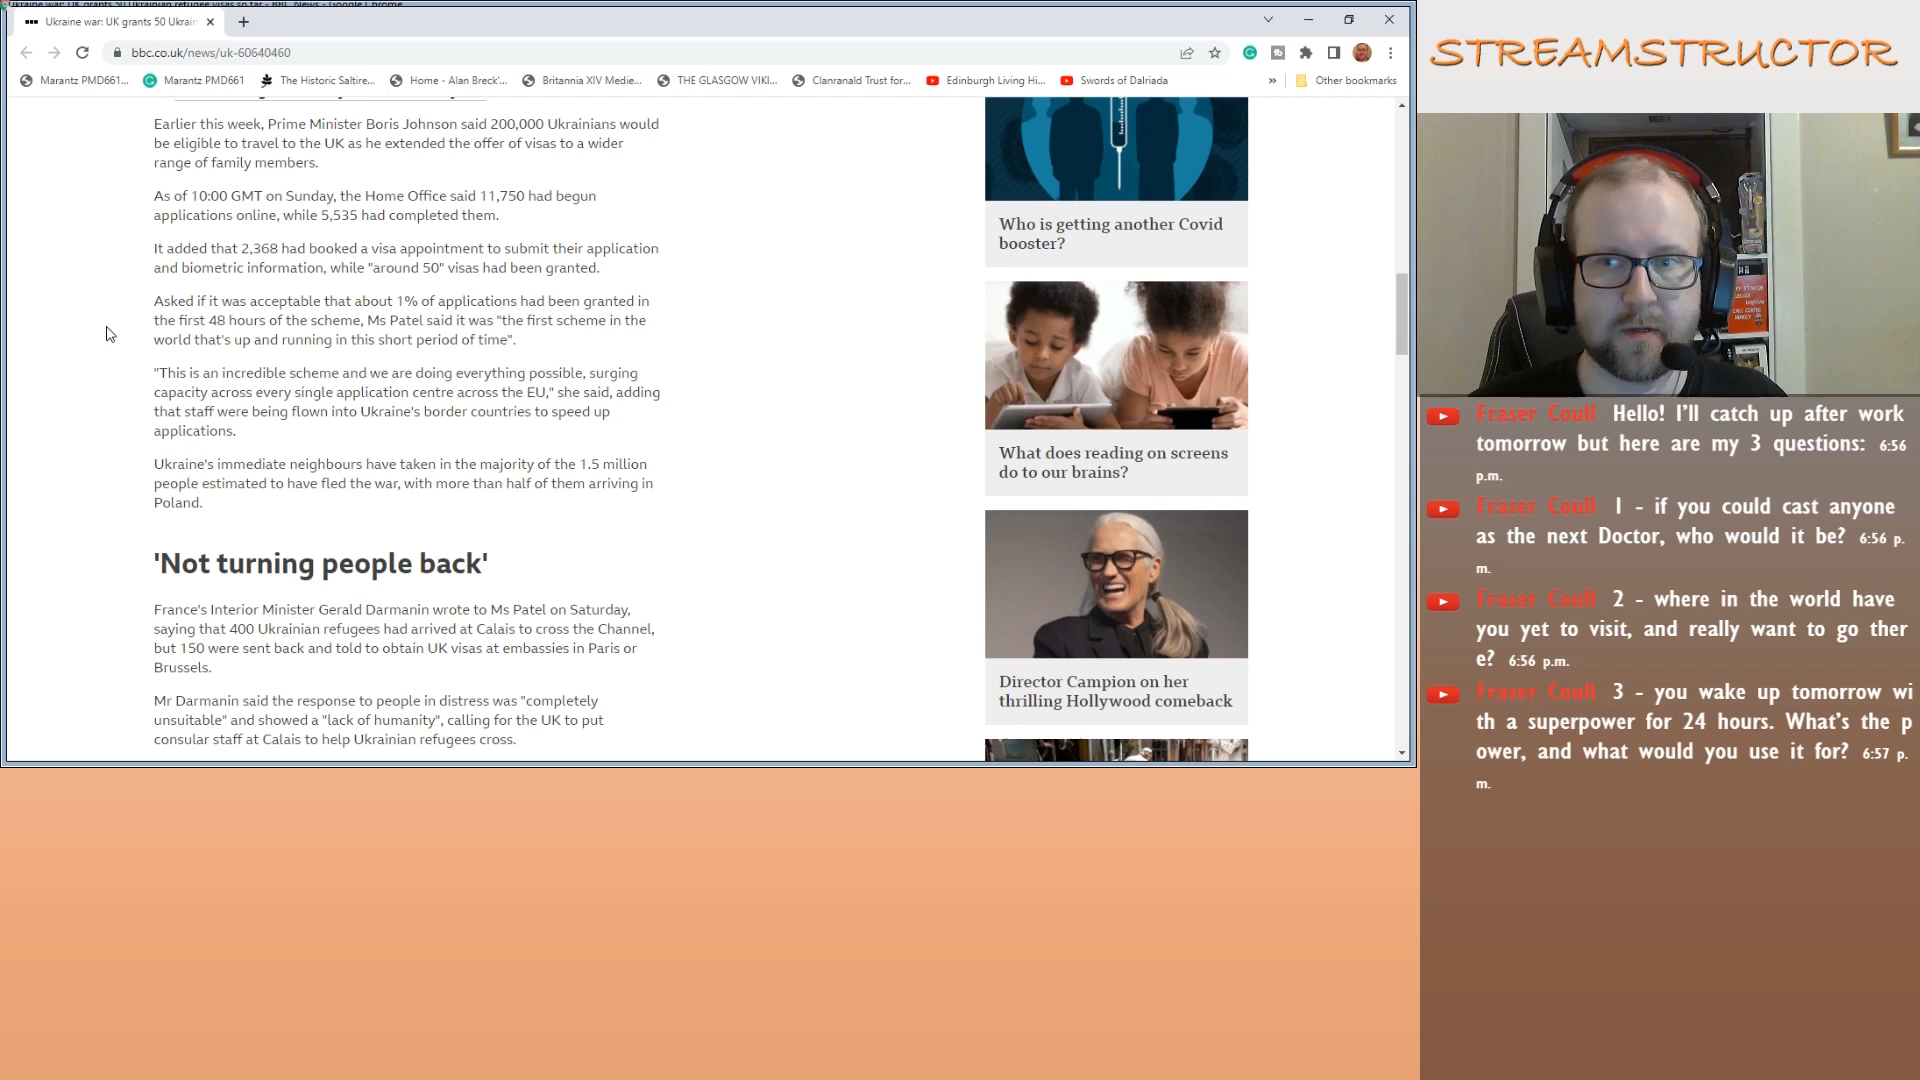 Ukraine war: UK grants 50 Ukrainian refugee visas so far - BBC News - Google Chrome
Ukraine war: UK grants 50 Ukrain
bbc.co.uk/news/uk-60640460
Marantz PMD661...
Marantz PMD661
The Historic Saltire...
Home - Alan Breck'...
Britannia XIV Medie...
THE GLASGOW VIKI...
Clanranald Trust for...
Edinburgh Living Hi...
Swords of Dalriada
Other bookmarks
Earlier this week, Prime Minister Boris Johnson said 200,000 Ukrainians would
be eligible to travel to the UK as he extended the offer of visas to a wider
range of family members.
As of 10:00 GMT on Sunday, the Home Office said 11,750 had begun
applications online, while 5,535 had completed them.
It added that 2,368 had booked a visa appointment to submit their application
and biometric information, while "around 50" visas had been granted.
Asked if it was acceptable that about 1% of applications had been granted in
the first 48 hours of the scheme, Ms Patel said it was "the first scheme in the
world that's up and running in this short period of time".
"This is an incredible scheme and we are doing everything possible, surging
capacity across every single application centre across the EU," she said, adding
that staff were being flown into Ukraine's border countries to speed up
applications.
Ukraine's immediate neighbours have taken in the majority of the 1.5 million
people estimated to have fled the war, with more than half of them arriving in
Poland.
'Not turning people back'
France's Interior Minister Gerald Darmanin wrote to Ms Patel on Saturday,
saying that 400 Ukrainian refugees had arrived at Calais to cross the Channel,
but 150 were sent back and told to obtain UK visas at embassies in Paris or
Brussels.
Mr Darmanin said the response to people in distress was "completely
unsuitable" and showed a "lack of humanity", calling for the UK to put
consular staff at Calais to help Ukrainian refugees cross.
Who is getting another Covid
booster?
What does reading on screens
do to our brains?
Director Campion on her
thrilling Hollywood comeback
STREAMSTRUCTOR
Fraser Coull Hello! I'll catch up after work
tomorrow but here are my 3 questions: 6:56
p.m.
Fraser Coull 1 - if you could cast anyone
as the next Doctor, who would it be? 6:56 p.
m.
Fraser Coull 2 - where in the world have
you yet to visit, and really want to go ther
e? 6:56 p.m.
Fraser Coull 3 - you wake up tomorrow wi
th a superpower for 24 hours. What's the p
ower, and what would you use it for? 6:57 p.
m.